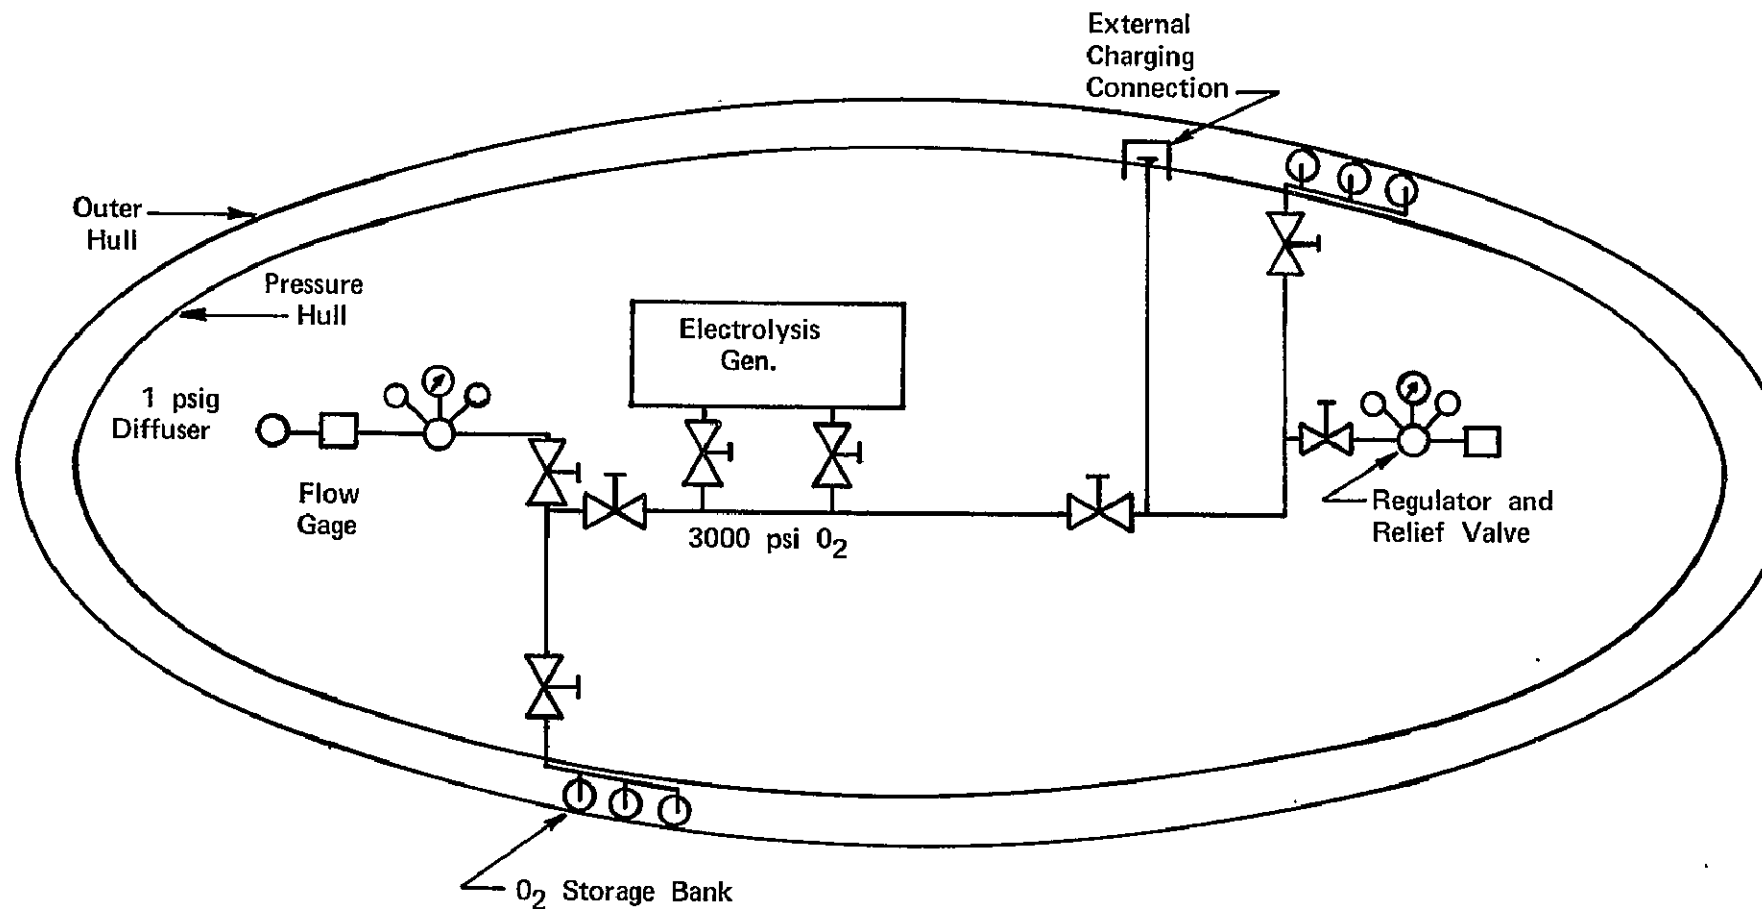 External
Charging
Connection
Outer
Hull
Pressure
Hull
Electrolysis
Gen.
1 psig
Diffuser
Flow
Gage
3000 psi O₂
Regulator and
Relief Valve
O₂ Storage Bank